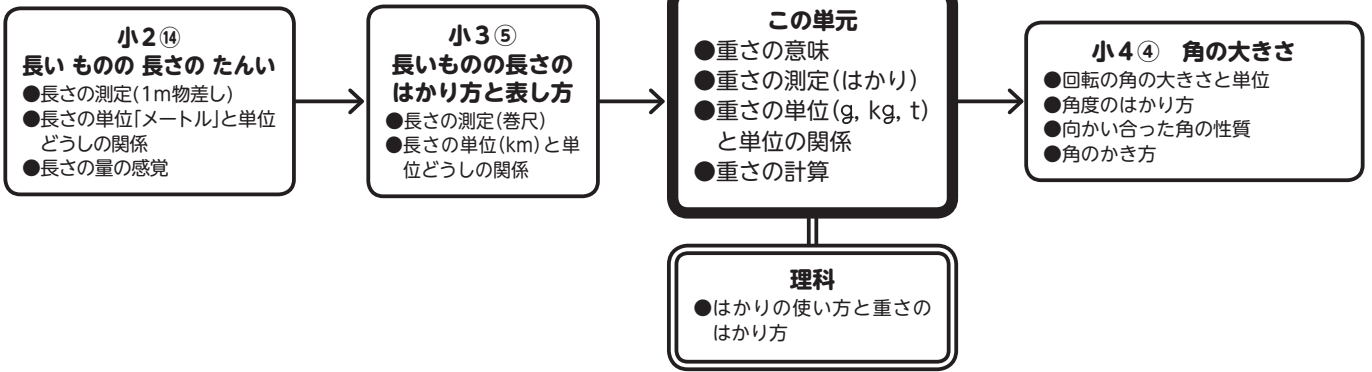 小2⑭
長い ものの 長さの たんい
●長さの測定(1m物差し)
●長さの単位「メートル」と単位
どうしの関係
●長さの量の感覚
小3⑤
長いものの長さの
はかり方と表し方
●長さの測定(巻尺)
●長さの単位(km)と単
位どうしの関係
この単元
●重さの意味
●重さの測定(はかり)
●重さの単位(g, kg, t)
と単位の関係
●重さの計算
小4④ 角の大きさ
●回転の角の大きさと単位
●角度のはかり方
●向かい合った角の性質
●角のかき方
理科
●はかりの使い方と重さの
はかり方